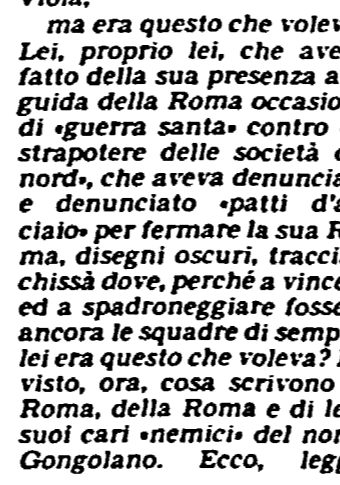 Viola,
ma era questo che volev
Lei, proprio lei, che ave
fatto della sua presenza a
guida della Roma occasio
di «guerra santa» contro
strapotere delle società
nord», che aveva denuncia
e denunciato «patti d'a
ciaio» per fermare la sua R
ma, disegni oscuri, traccia
chissà dove, perché a vince
ed a spadroneggiare fosse
ancora le squadre di semp
lei era questo che voleva?
visto, ora, cosa scrivono
Roma, della Roma e di le
suoi cari «nemici» del nor
Gongolano. Ecco, legg